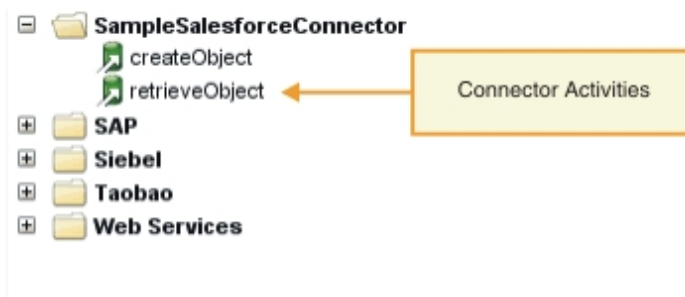 SampleSalesforceConnector
createObject
retrieveObject
Connector Activities
SAP
Siebel
Taobao
Web Services